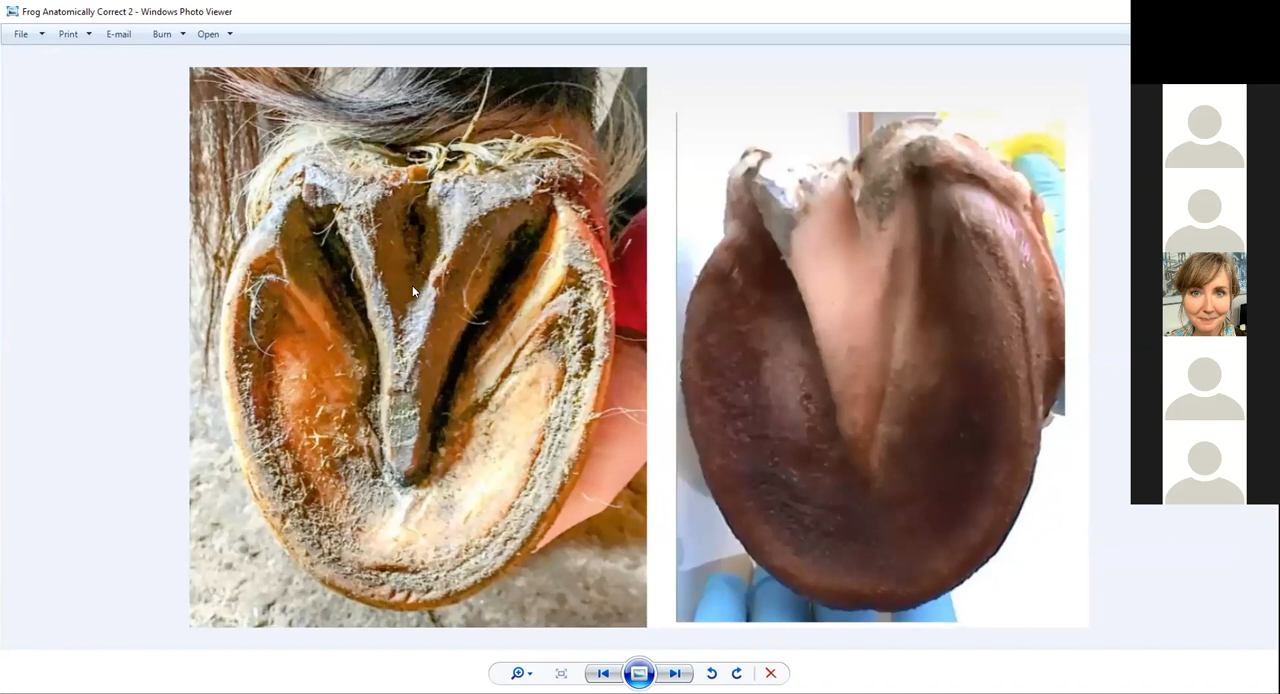 Frog Anatomically Correct 2 - Windows Photo Viewer
File Print E-mail Burn Open